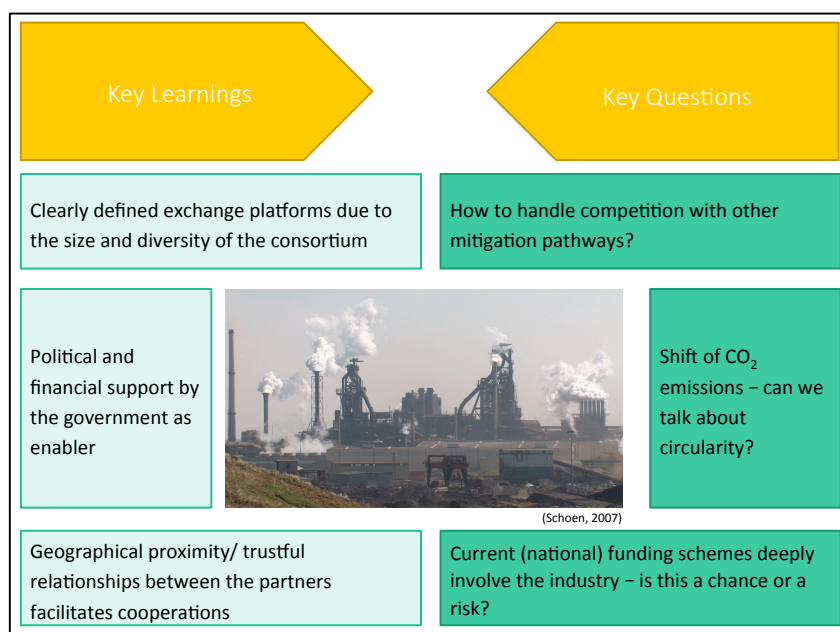 Key Learnings
Key Questions
Clearly defined exchange platforms due to
the size and diversity of the consortium
How to handle competition with other
mitigation pathways?
Political and
financial support by
the government as
enabler
Shift of CO₂
emissions – can we
talk about
circularity?
(Schoen, 2007)
Geographical proximity/ trustful
relationships between the partners
facilitates cooperations
Current (national) funding schemes deeply
involve the industry – is this a chance or a
risk?